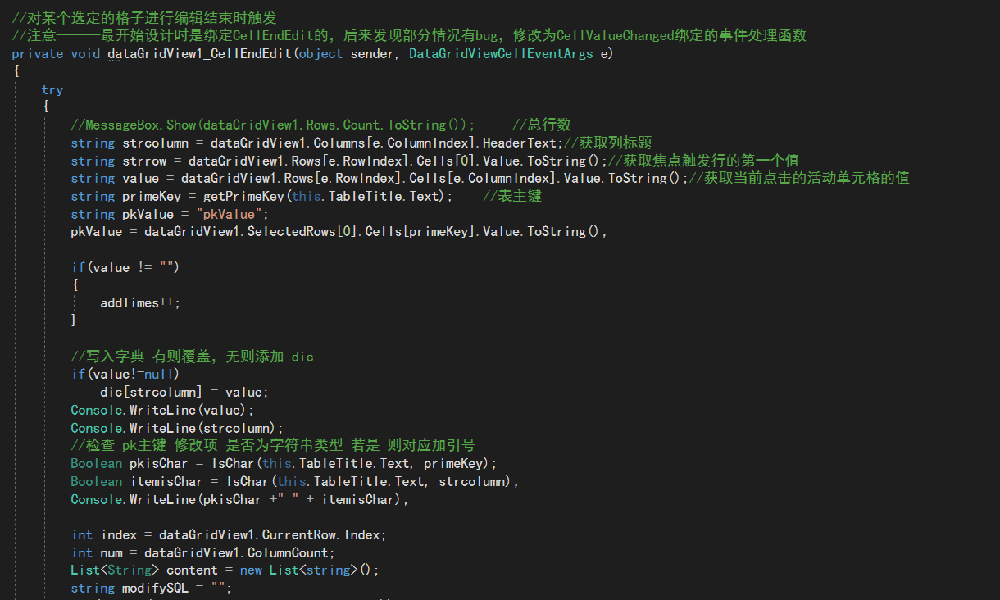 //对某个选定的格子进行编辑结束时触发
//注意———最开始设计时是绑定CellEndEdit的，后来发现部分情况有bug，修改为CellValueChanged绑定的事件处理函数
private void dataGridView1_CellEndEdit(object sender, DataGridViewCellEventArgs e)
{
try
{
//MessageBox.Show(dataGridView1.Rows.Count.ToString()); //总行数
string strcolumn = dataGridView1.Columns[e.ColumnIndex].HeaderText;//获取列标题
string strrow = dataGridView1.Rows[e.RowIndex].Cells[0].Value.ToString();//获取焦点触发行的第一个值
string value = dataGridView1.Rows[e.RowIndex].Cells[e.ColumnIndex].Value.ToString();//获取当前点击的活动单元格的值
string primeKey = getPrimeKey(this.TableTitle.Text); //表主键
string pkValue = "pkValue";
pkValue = dataGridView1.SelectedRows[0].Cells[primeKey].Value.ToString();
if(value != "")
{
addTimes++;
}
//写入字典 有则覆盖，无则添加 dic
if(value!=null)
dic[strcolumn] = value;
Console.WriteLine(value);
Console.WriteLine(strcolumn);
//检查 pk主键 修改项 是否为字符串类型 若是 则对应加引号
Boolean pkisChar = IsChar(this.TableTitle.Text, primeKey);
Boolean itemisChar = IsChar(this.TableTitle.Text, strcolumn);
Console.WriteLine(pkisChar +" " + itemisChar);
int index = dataGridView1.CurrentRow.Index;
int num = dataGridView1.ColumnCount;
List<String> content = new List<string>();
string modifySQL = "";